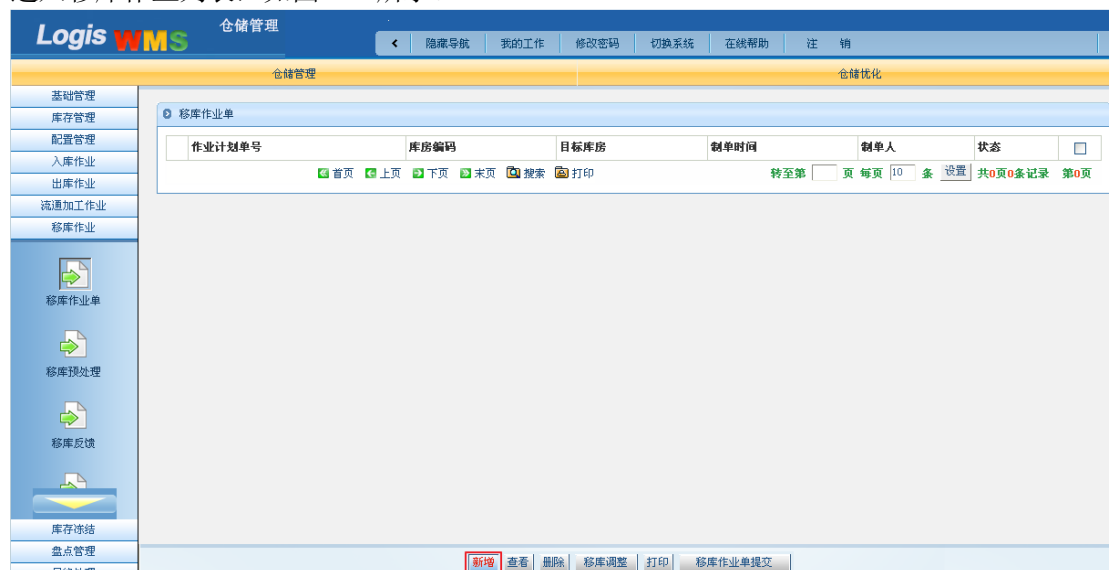 Logis WMS
仓储管理
隐藏导航 我的工作 修改密码 切换系统 在线帮助 注 销
仓储管理 仓储优化
基础管理
库存管理
配置管理
入库作业
出库作业
流通加工作业
移库作业
移库作业单
移库预处理
移库反馈
库存冻结
盘点管理
移库作业单
作业计划单号 库房编码 目标库房 制单时间 制单人 状态
首页 上页 下页 末页 搜索 打印 转至第 页 每页 10 条 设置 共0页0条记录 第0页
新增 查看 删除 移库调整 打印 移库作业单提交